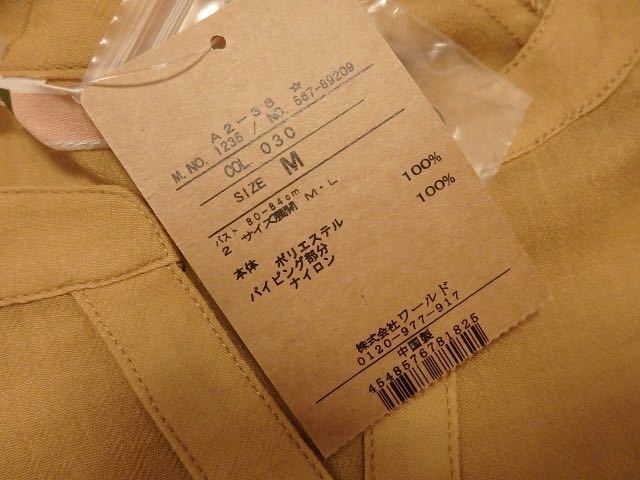 A2-36 ☆
M.NO. 1235 / NO 567-89209
COL. 030
SIZE M
バスト 80-84cm
2 サイズ展開 M・L
本体 ポリエステル 100%
パイピング部分
ナイロン 100%
株式会社ワールド
0120-977-917
中国製
4548676781825